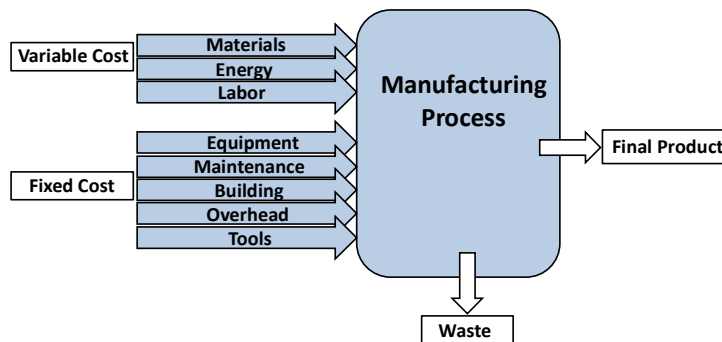 Variable Cost
Materials
Energy
Labor
Fixed Cost
Equipment
Maintenance
Building
Overhead
Tools
Manufacturing
Process
Final Product
Waste